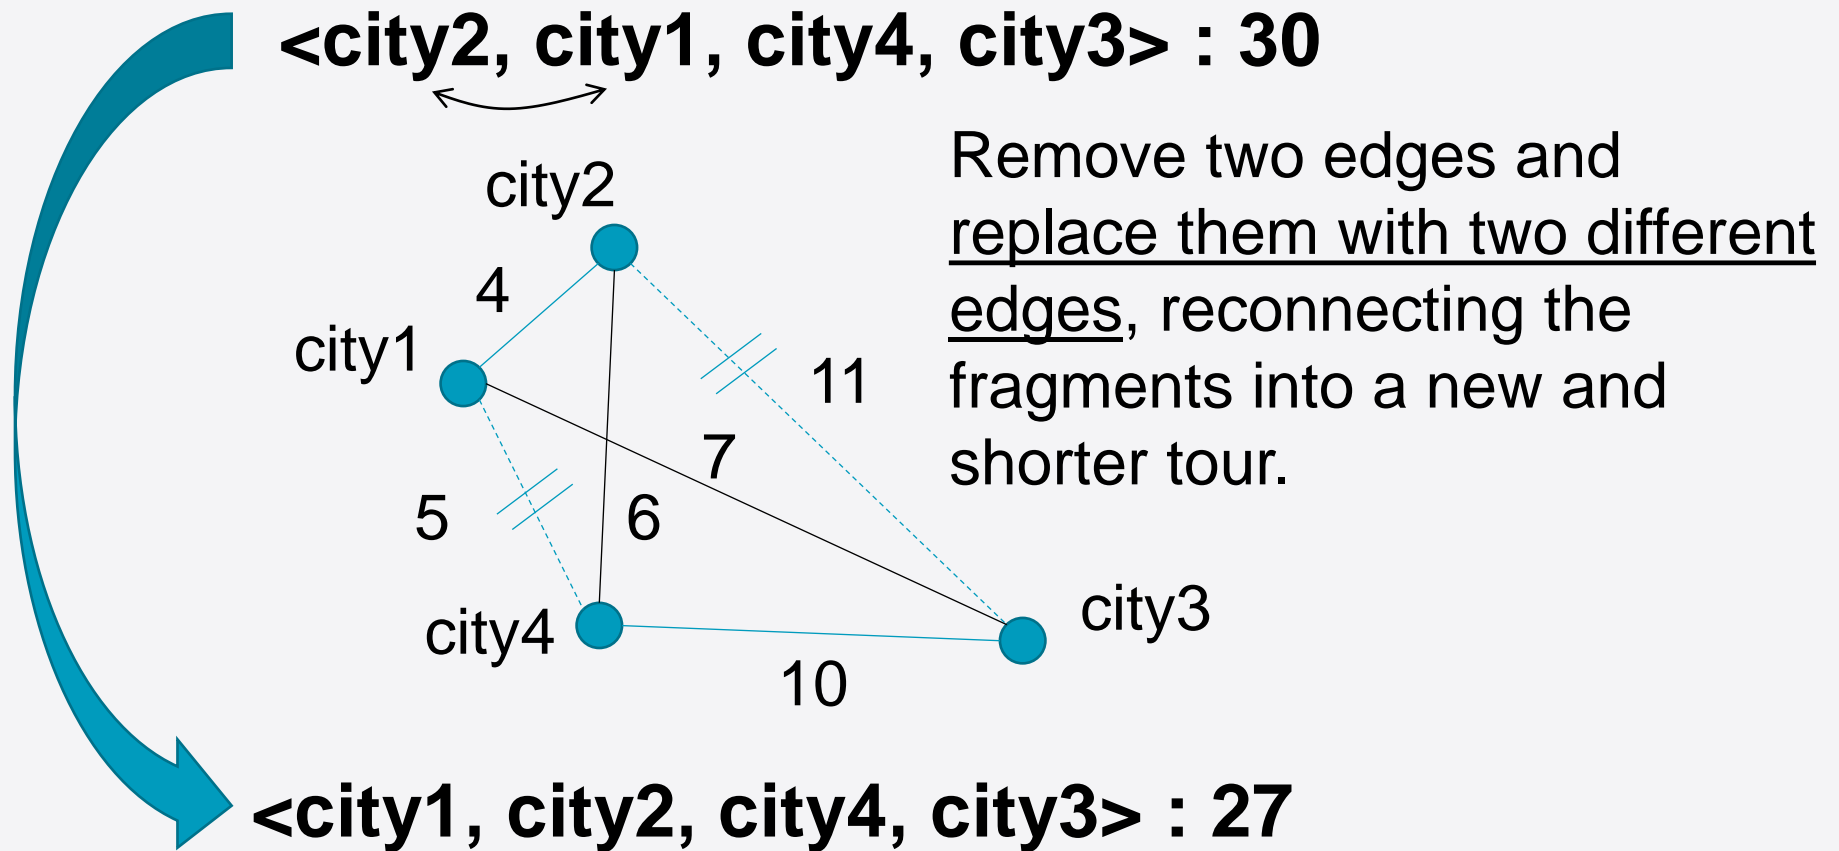 <city2, city1, city4, city3> : 30
Remove two edges and
replace them with two different
edges, reconnecting the
fragments into a new and
shorter tour.
city2
4
city1
11
7
5
6
city4
city3
10
<city1, city2, city4, city3> : 27